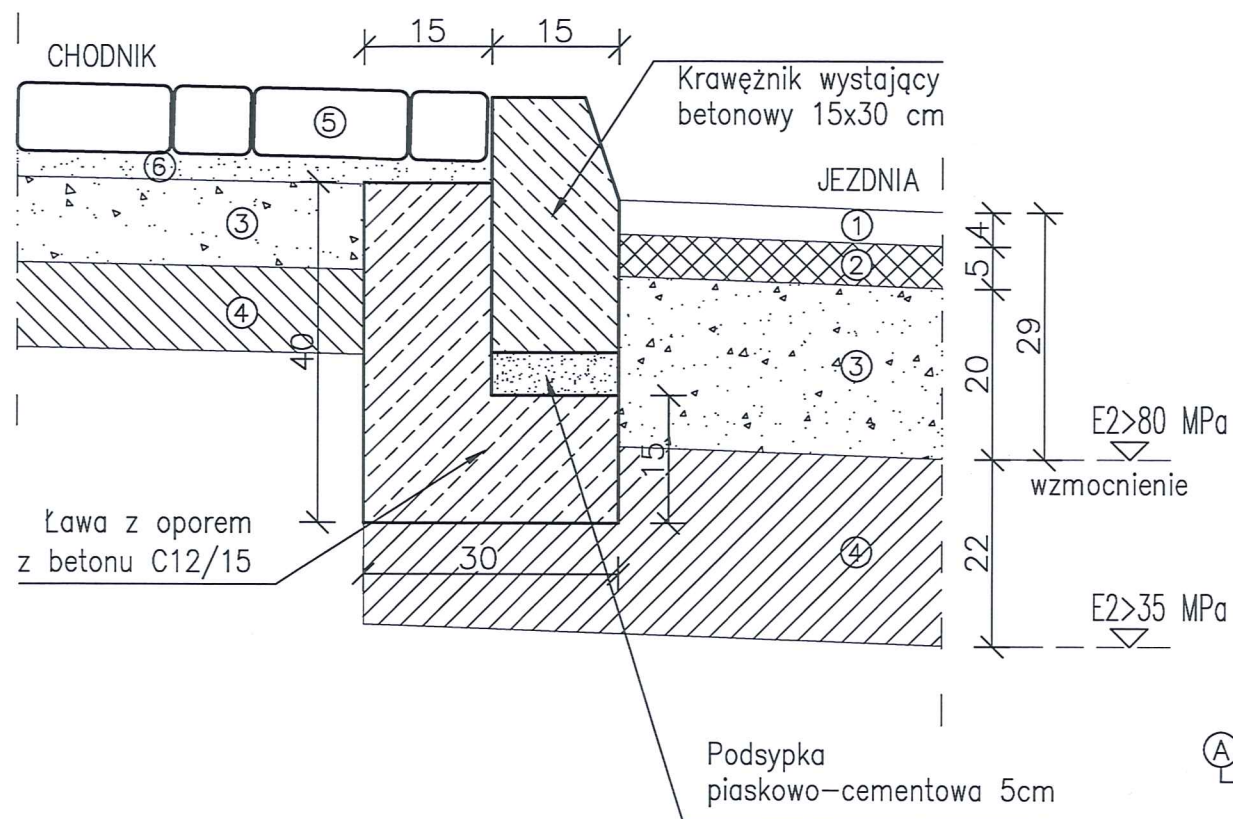 15
15
CHODNIK
Krawężnik wystający
betonowy 15x30 cm
5
6
JEZDNIA
3
1
4
2
5
4
40
3
20
29
E2>80 MPa
wzmocnienie
15
Ława z oporem
z betonu C12/15
30
4
22
E2>35 MPa
Podsypka
piaskowo-cementowa 5cm
A